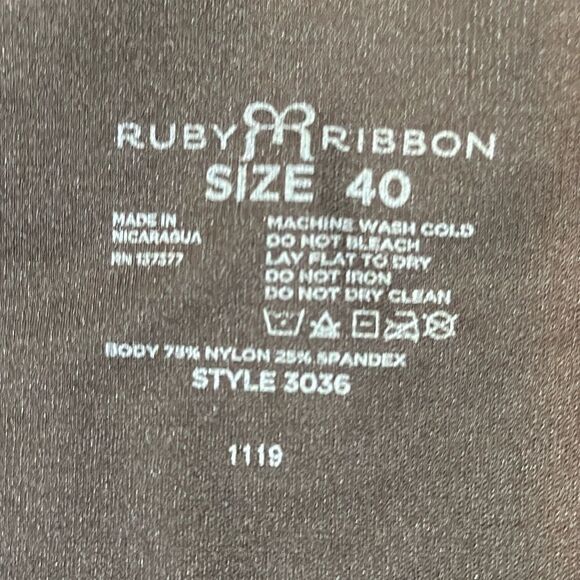 RUBY RIBBON
SIZE 40
MADE IN
NICARAGUA
RN 137377
MACHINE WASH COLD
DO NOT BLEACH
LAY FLAT TO DRY
DO NOT IRON
DO NOT DRY CLEAN
BODY 75% NYLON 25% SPANDEX
STYLE 3036
1119